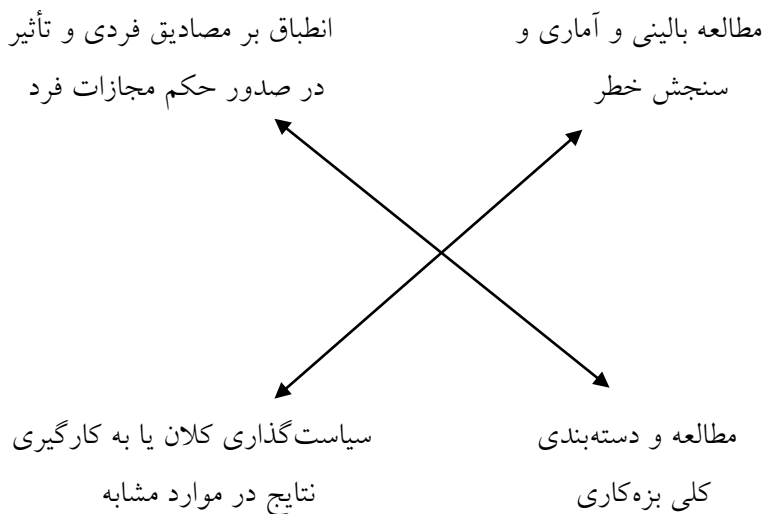 مطالعه بالینی و آماری و
سنجش خطر
انطباق بر مصادیق فردی و تأثیر
در صدور حکم مجازات فرد
مطالعه و دسته‌بندی
کلی بزه‌کاری
سیاست‌گذاری کلان یا به کارگیری
نتایج در موارد مشابه